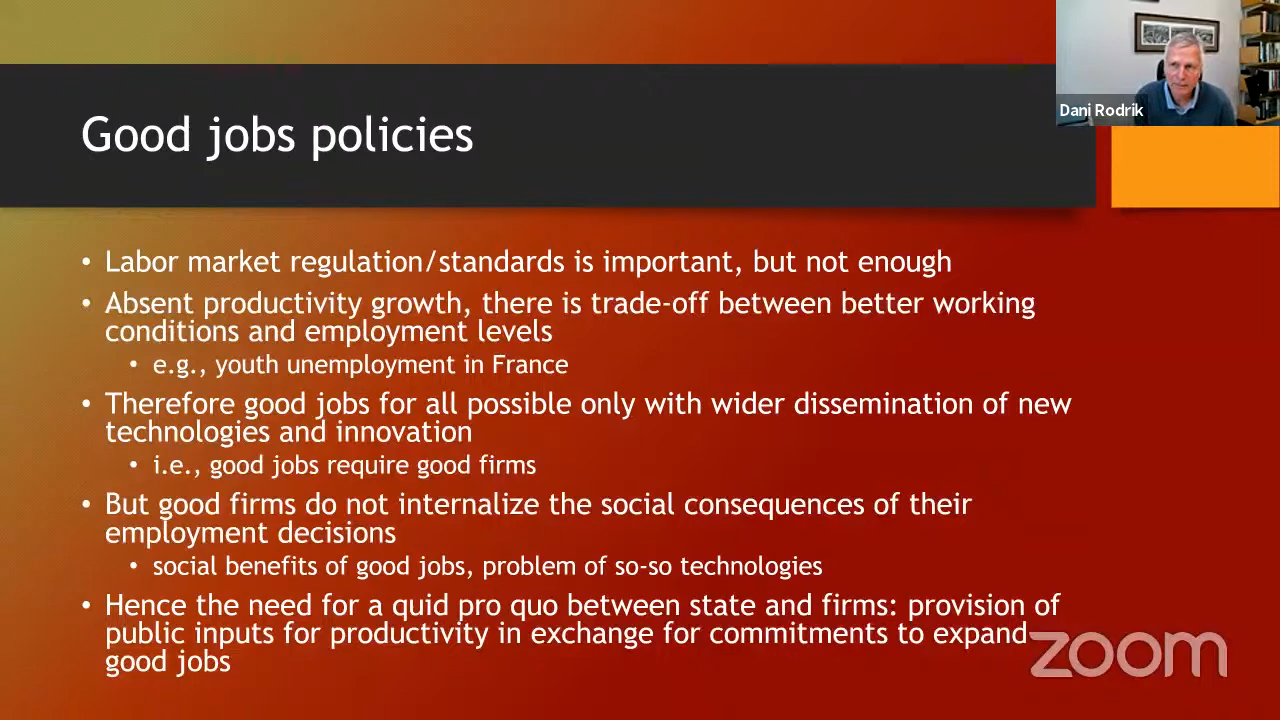 Dani Rodrik
Good jobs policies
• Labor market regulation/standards is important, but not enough
• Absent productivity growth, there is trade-off between better working
conditions and employment levels
• e.g., youth unemployment in France
• Therefore good jobs for all possible only with wider dissemination of new
technologies and innovation
• i.e., good jobs require good firms
• But good firms do not internalize the social consequences of their
employment decisions
• social benefits of good jobs, problem of so-so technologies
• Hence the need for a quid pro quo between state and firms: provision of
public inputs for productivity in exchange for commitments to expand
good jobs
zoom